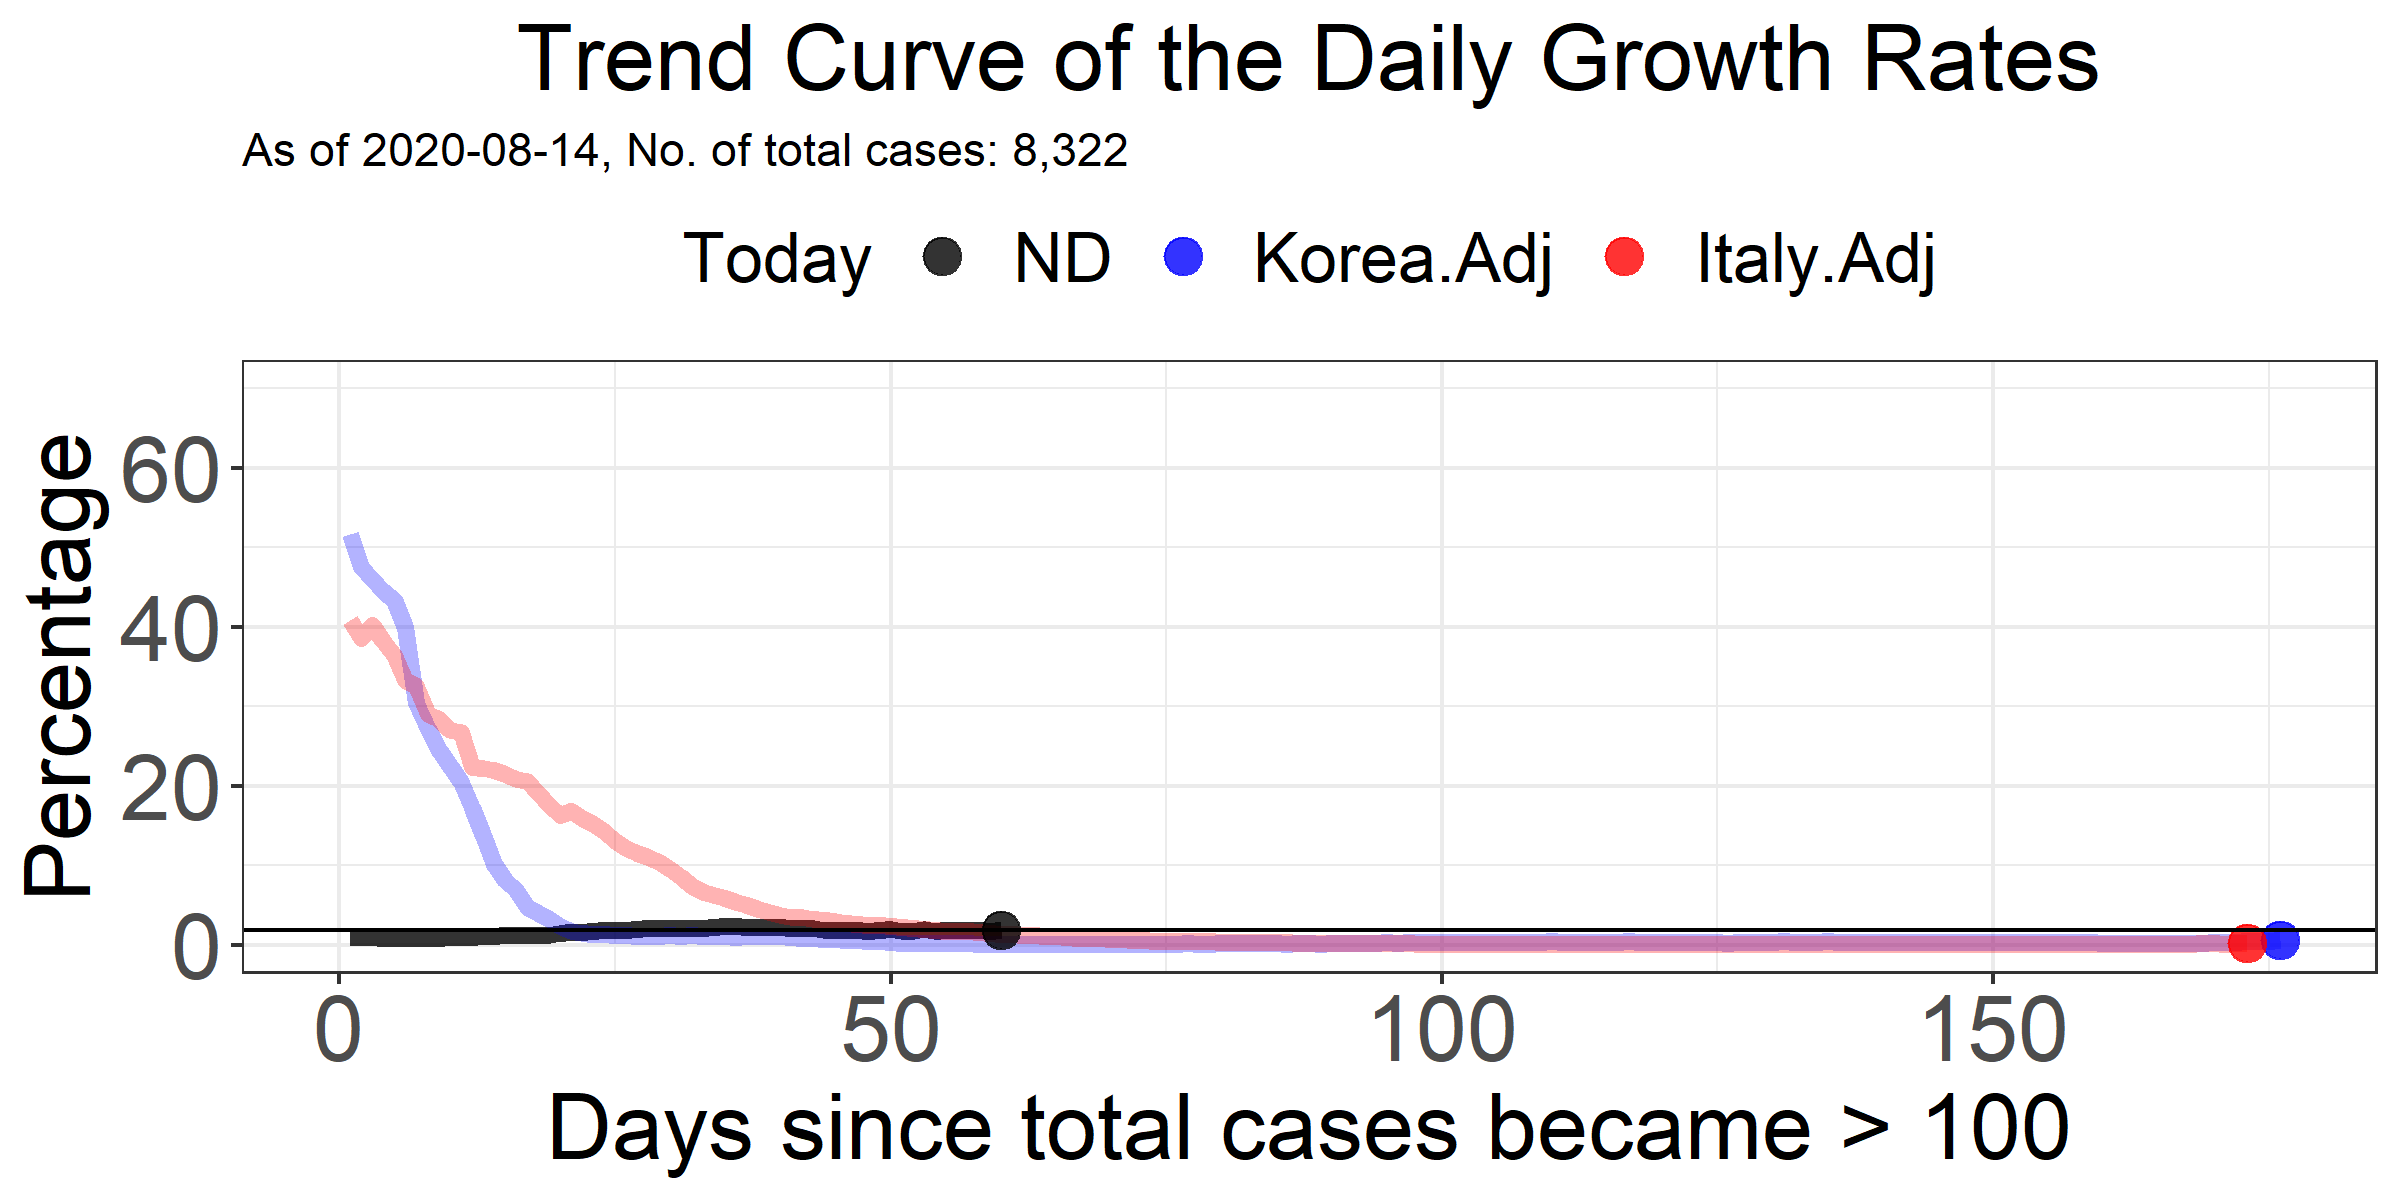 Trend Curve of the Daily Growth Rates
As of 2020-08-14, No. of total cases: 8,322
Today ND Korea.Adj Italy.Adj
Percentage
60
40
20
0
0 50 100 150
Days since total cases became > 100